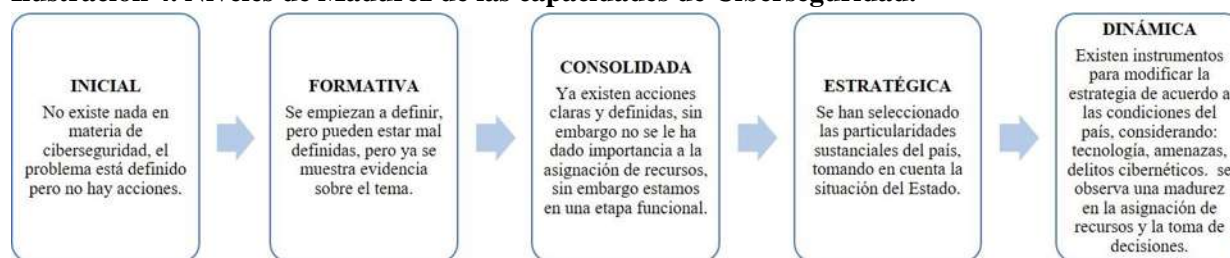 Ilustración 4. Niveles de Madurez de las capacidades de Ciberseguridad.
INICIAL
No existe nada en
materia de
ciberseguridad, el
problema está definido
pero no hay acciones.
FORMATIVA
Se empiezan a definir,
pero pueden estar mal
definidas, pero ya se
muestra evidencia
sobre el tema.
CONSOLIDADA
Ya existen acciones
claras y definidas, sin
embargo no se le ha
dado importancia a la
asignación de recursos,
sin embargo estamos
en una etapa funcional.
ESTRATÉGICA
Se han seleccionado
las particularidades
sustanciales del país,
tomando en cuenta la
situación del Estado.
DINÁMICA
Existen instrumentos
para modificar la
estrategia de acuerdo a
las condiciones del
país, considerando:
tecnología, amenazas,
delitos cibernéticos. se
observa una madurez
en la asignación de
recursos y la toma de
decisiones.